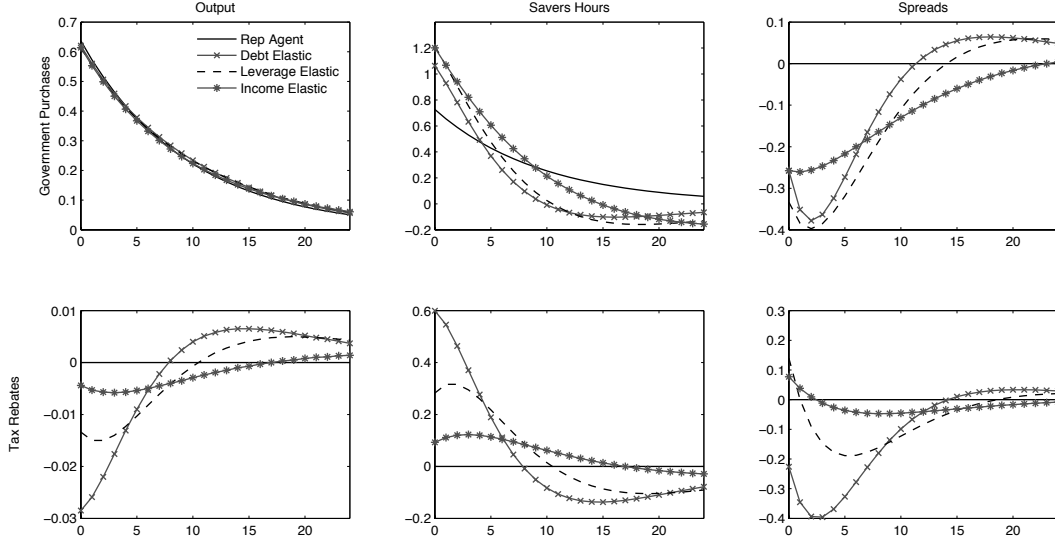 Output
Savers Hours
Spreads
Government Purchases
0.7
0.6
0.5
0.4
0.3
0.2
0.1
0
0 5 10 15 20
Rep Agent
Debt Elastic
Leverage Elastic
Income Elastic
1.2
1
0.8
0.6
0.4
0.2
0
−0.2
0 5 10 15 20
0.1
0
−0.1
−0.2
−0.3
−0.4
0 5 10 15 20
Tax Rebates
0.01
0
−0.01
−0.02
−0.03
0 5 10 15 20
0.6
0.4
0.2
0
−0.2
0 5 10 15 20
0.3
0.2
0.1
0
−0.1
−0.2
−0.3
−0.4
0 5 10 15 20